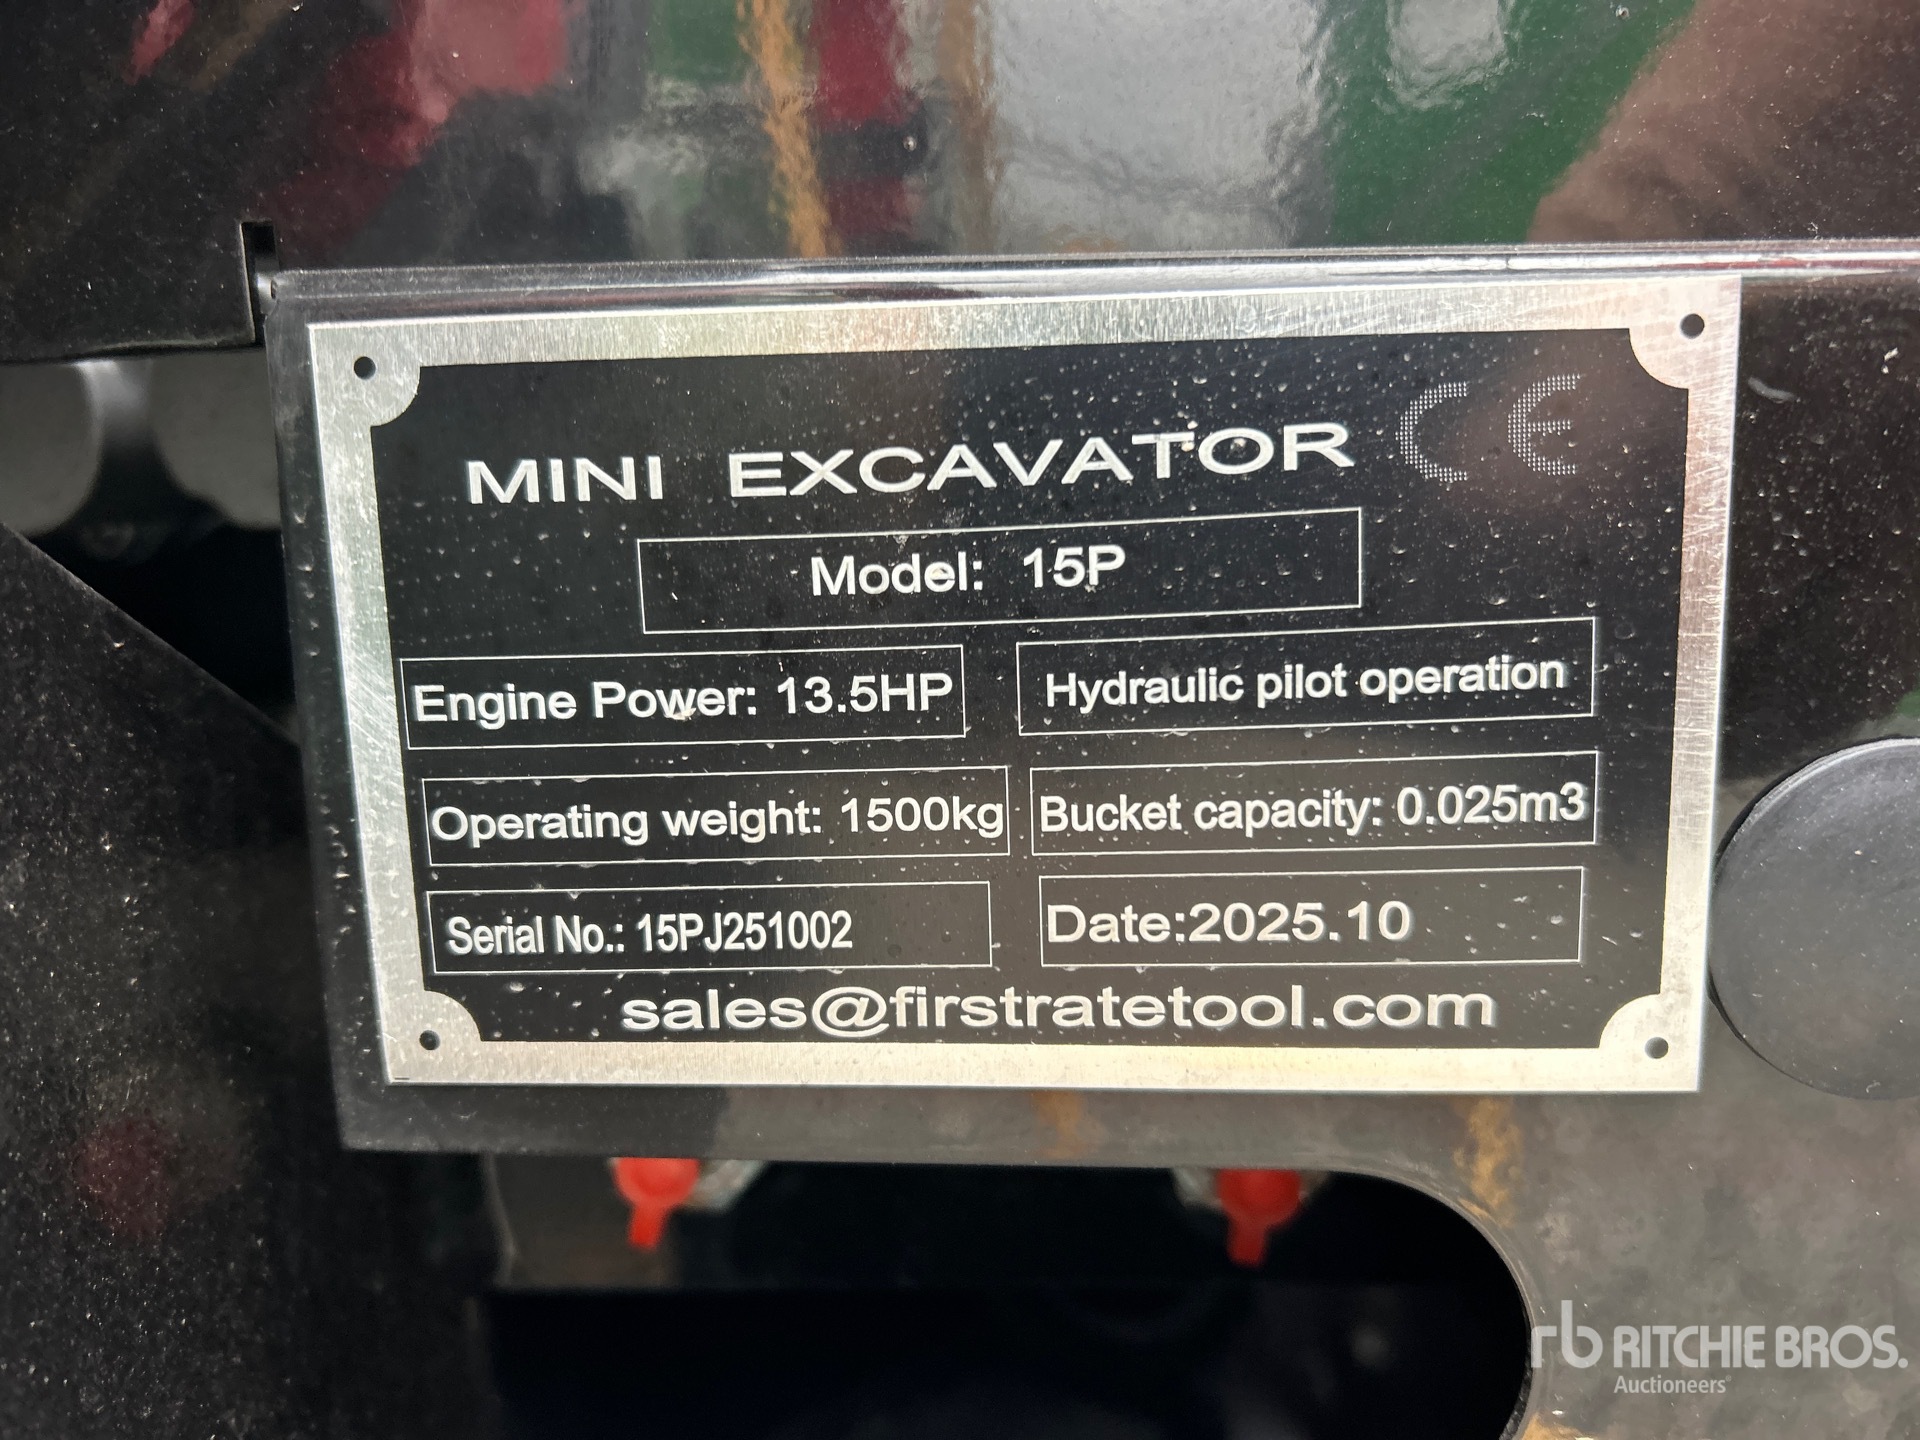 MINI EXCAVATOR CE
Model: 15P
Engine Power: 13.5HP
Hydraulic pilot operation
Operating weight: 1500kg
Bucket capacity: 0.025m3
Serial No.: 15PJ251002
Date:2025.10
sales@firstratetool.com
rb RITCHIE BROS.
Auctioneers